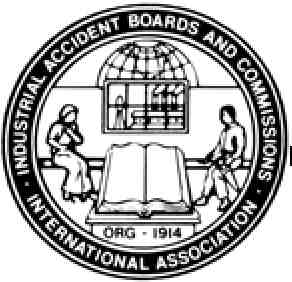 · INDUSTRIAL ACCIDENT BOARDS AND COMMISSIONS ·
INTERNATIONAL ASSOCIATION
ORG - 1914